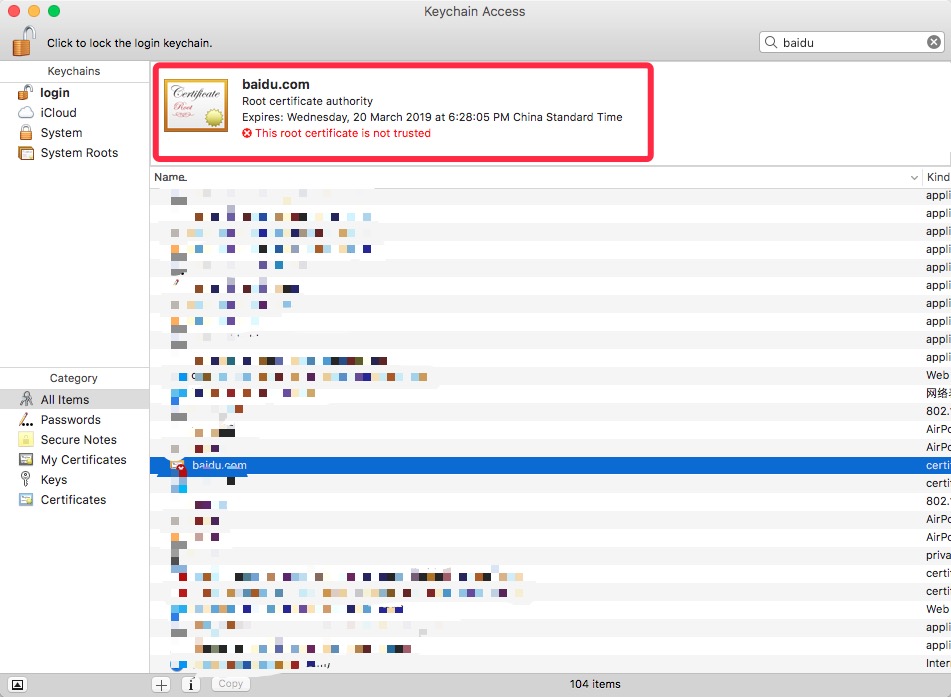 Keychain Access
Click to lock the login keychain.
baidu
Keychains
login
iCloud
System
System Roots
Certificate
Root
baidu.com
Root certificate authority
Expires: Wednesday, 20 March 2019 at 6:28:05 PM China Standard Time
This root certificate is not trusted
Name
Kind
appli
appli
appli
appli
appli
appli
appli
appli
appli
appli
Web
网络
802.
AirPo
AirPo
baidu.com
certi
certi
802.
AirPo
AirPo
priva
certi
certi
Web
appli
appli
Inter
Category
All Items
Passwords
Secure Notes
My Certificates
Keys
Certificates
Copy
104 items